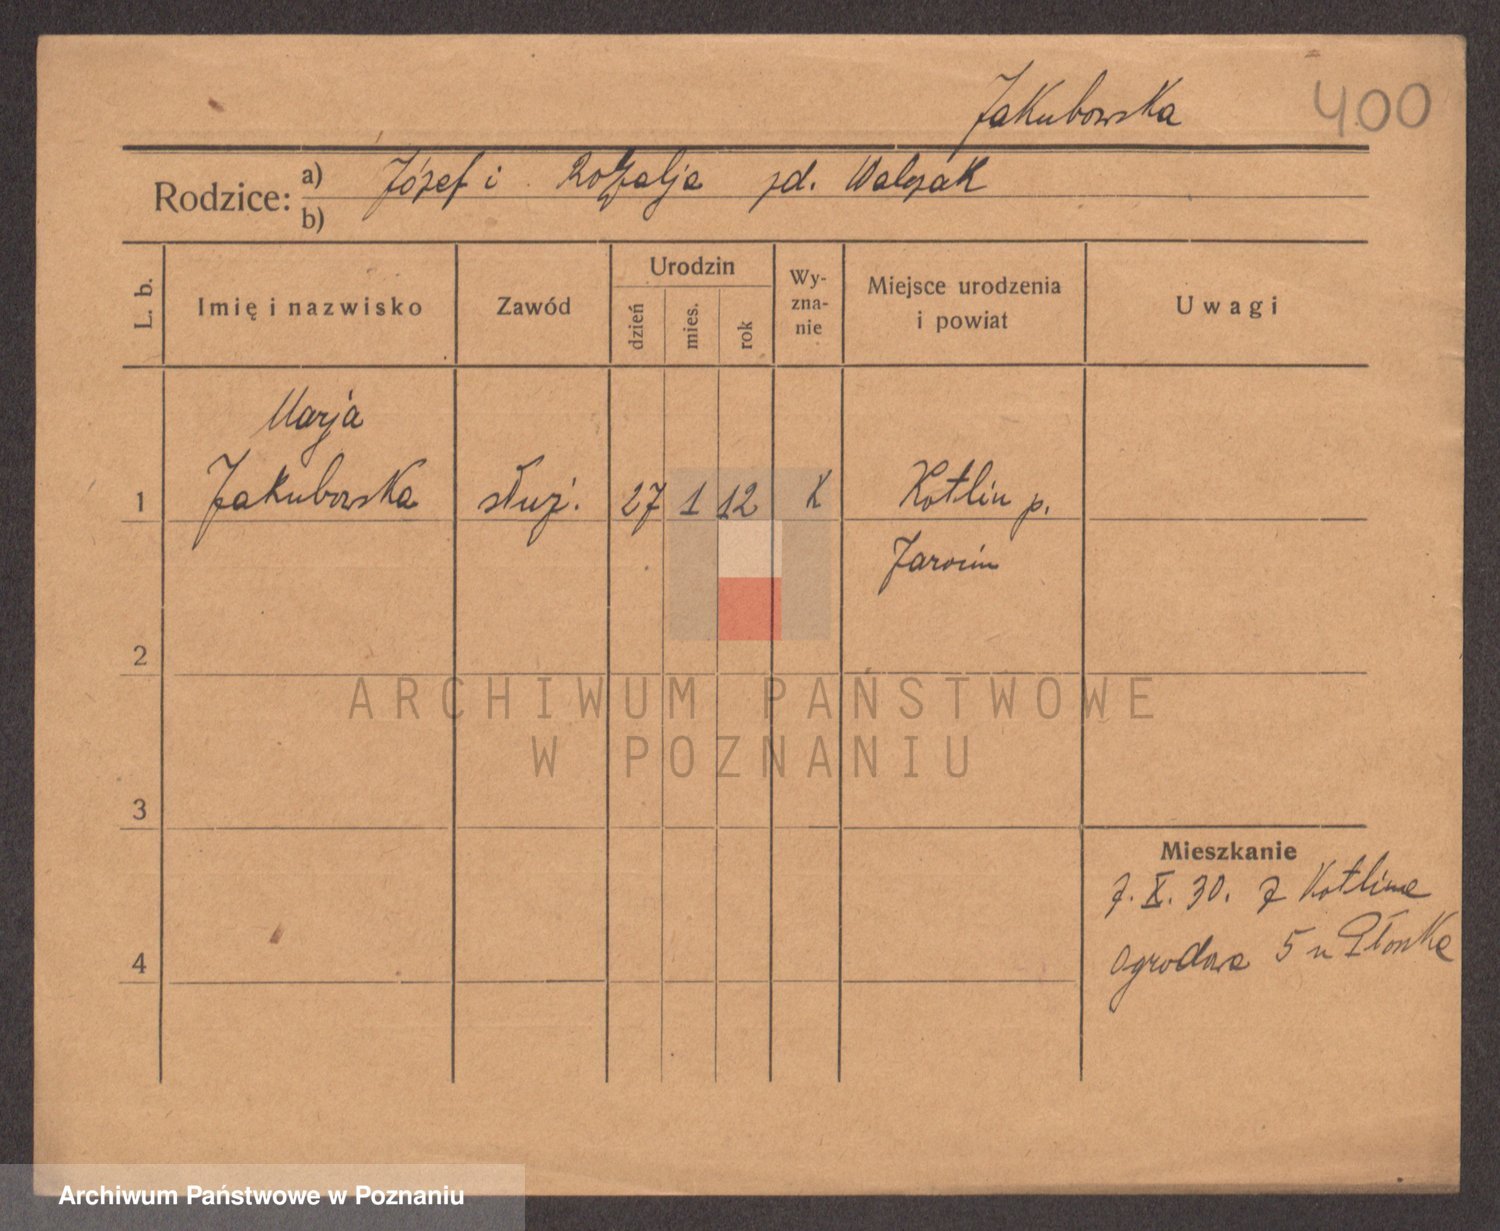 Jakubowska
400
Rodzice: a) Józef i Rozalja zd. Walczak
b)
L. b.
Imię i nazwisko
Zawód
Urodzin
dzień
mies.
rok
Wy-
zna-
nie
Miejsce urodzenia
i powiat
Uwagi
Marja
1 Jakubowska służ. 27 1 12 K Kotlin p.
Jarocin
2
ARCHIWUM PAŃSTWOWE
W POZNANIU
3
Mieszkanie
7. X. 30. z Kotlina
4
Ogrodowa 5 u
Archiwum Państwowe w Poznaniu